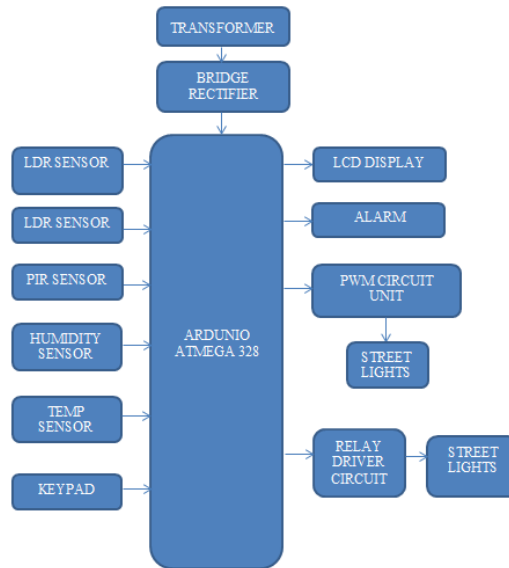 TRANSFORMER
BRIDGE
RECTIFIER
LDR SENSOR
LDR SENSOR
PIR SENSOR
HUMIDITY
SENSOR
TEMP
SENSOR
KEYPAD
ARDUNIO
ATMEGA 328
LCD DISPLAY
ALARM
PWM CIRCUIT
UNIT
STREET
LIGHTS
RELAY
DRIVER
CIRCUIT
STREET
LIGHTS